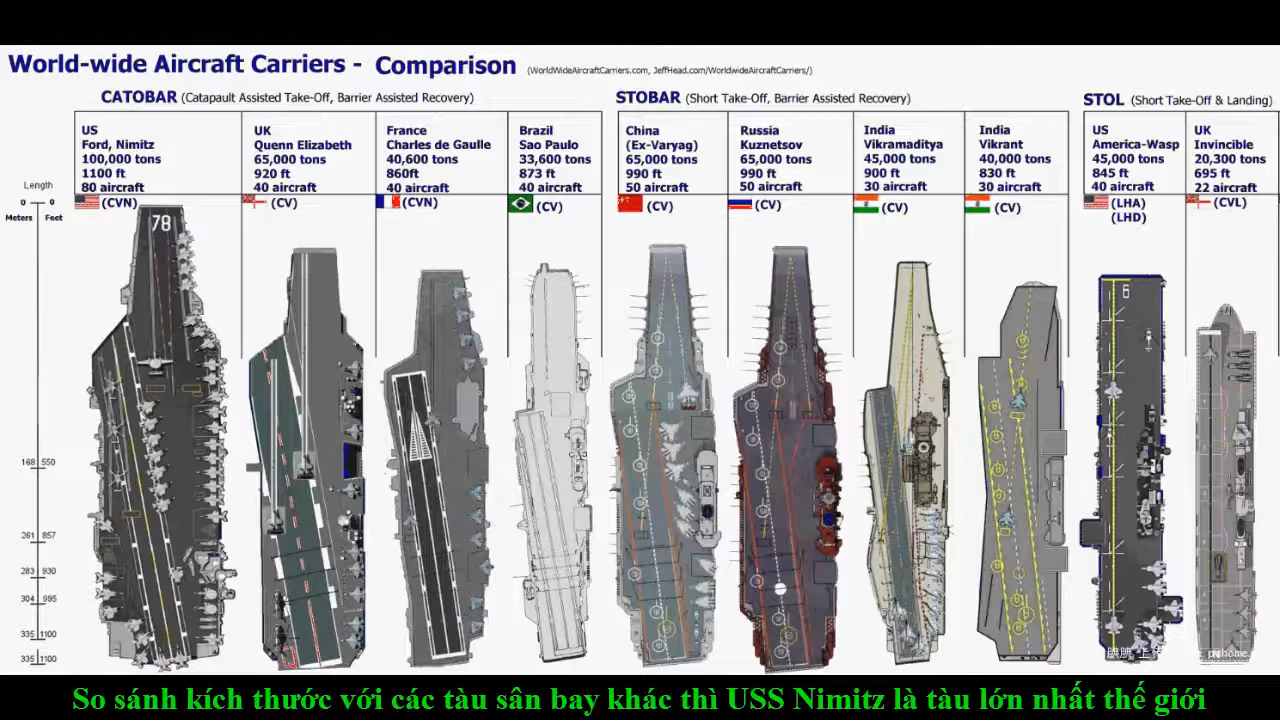 World-wide Aircraft Carriers - Comparison (WorldWideAircraftCarriers.com, JeffHead.com/WorldwideAircraftCarriers/)
CATOBAR (Catapault Assisted Take-Off, Barrier Assisted Recovery)
STOBAR (Short Take-Off, Barrier Assisted Recovery)
STOL (Short Take-Off & Landing)
US
Ford, Nimitz
100,000 tons
1100 ft
80 aircraft
(CVN)
UK
Quenn Elizabeth
65,000 tons
920 ft
40 aircraft
(CV)
France
Charles de Gaulle
40,600 tons
860ft
40 aircraft
(CVN)
Brazil
Sao Paulo
33,600 tons
873 ft
40 aircraft
(CV)
China
(Ex-Varyag)
65,000 tons
990 ft
50 aircraft
(CV)
Russia
Kuznetsov
65,000 tons
990 ft
50 aircraft
(CV)
India
Vikramaditya
45,000 tons
900 ft
30 aircraft
(CV)
India
Vikrant
40,000 tons
830 ft
30 aircraft
(CV)
US
America-Wasp
45,000 tons
845 ft
40 aircraft
(LHA)
(LHD)
UK
Invincible
20,300 tons
695 ft
22 aircraft
(CVL)
Length
0 0
Meters Feet
168 550
261 857
283 930
304 995
335 1100
335 1100
78
6
So sánh kích thước với các tàu sân bay khác thì USS Nimitz là tàu lớn nhất thế giới